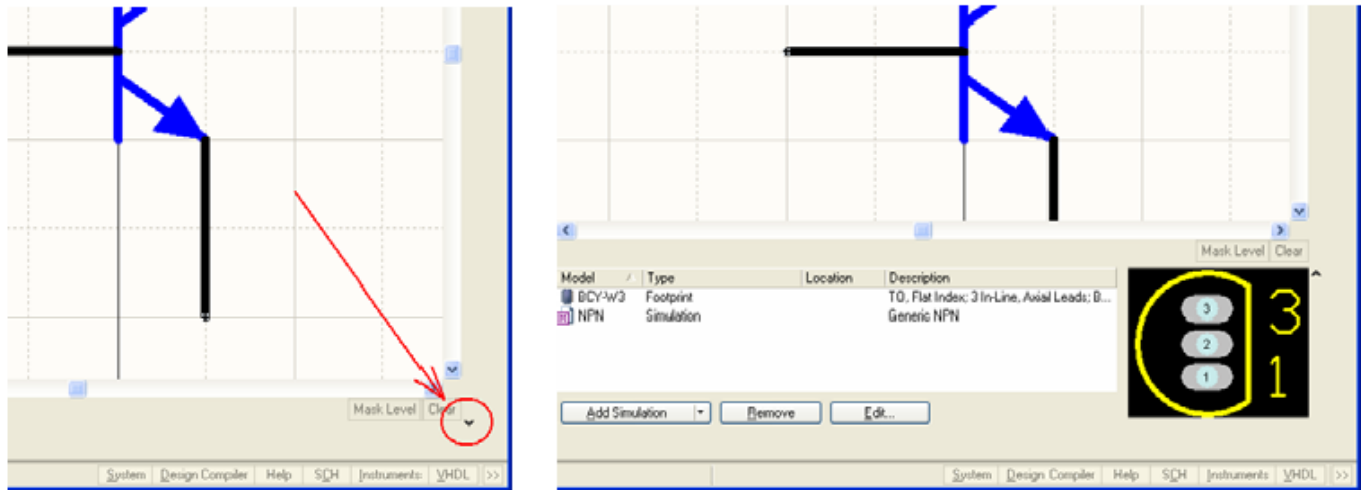 Mask Level Clear
System Design Compiler Help SCH Instruments VHDL >>
Mask Level Clear
Model / Type Location Description
BCY-W3 Footprint TO, Flat Index; 3 In-Line, Axial Leads; B...
NPN Simulation Generic NPN
3
2
1
3
1
Add Simulation Remove Edit...
System Design Compiler Help SCH Instruments VHDL >>